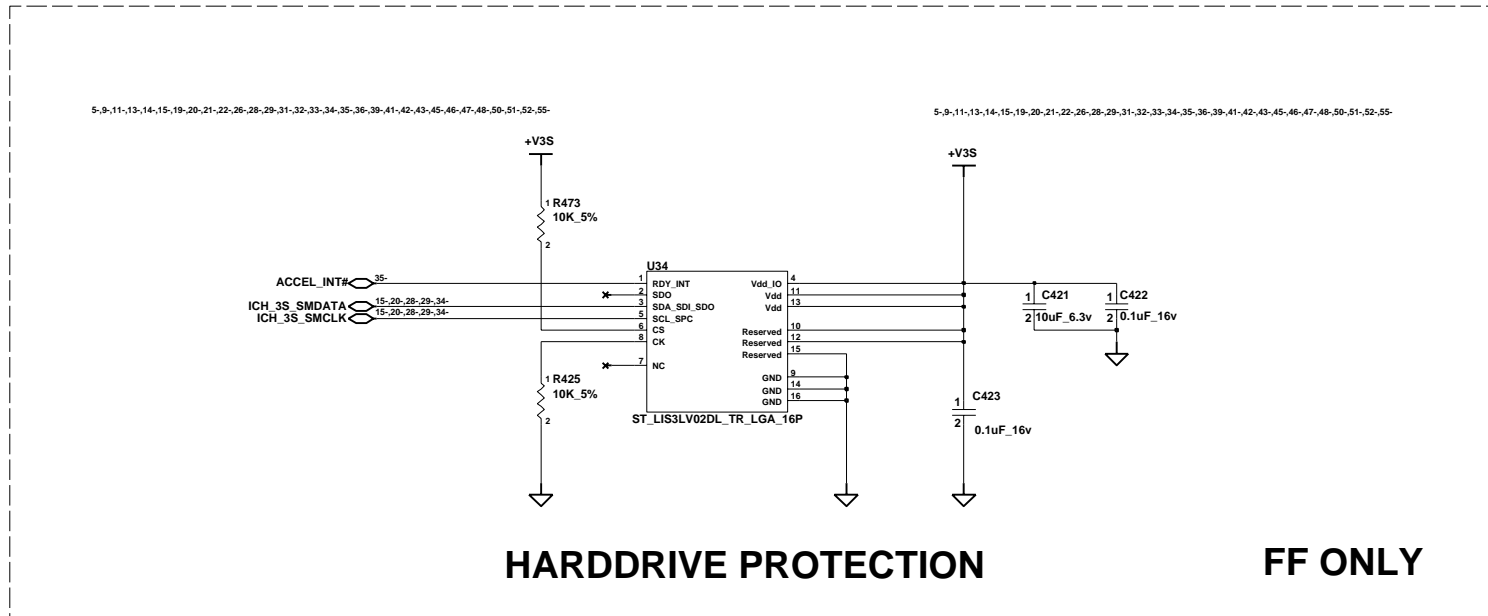 5-,9-,11-,13-,14-,15-,19-,20-,21-,22-,26-,28-,29-,31-,32-,33-,34-,35-,36-,39-,41-,42-,43-,45-,46-,47-,48-,50-,51-,52-,55-
5-,9-,11-,13-,14-,15-,19-,20-,21-,22-,26-,28-,29-,31-,32-,33-,34-,35-,36-,39-,41-,42-,43-,45-,46-,47-,48-,50-,51-,52-,55-
+V3S
+V3S
1 R473
10K_5%
2
U34
ACCEL_INT# 35- 1 RDY_INT Vdd_IO 4
2 SDO Vdd 11
ICH_3S_SMDATA 15-,20-,28-,29-,34- 3 SDA_SDI_SDO Vdd 13
ICH_3S_SMCLK 15-,20-,28-,29-,34- 5 SCL_SPC
6 CS Reserved 10
8 CK Reserved 12
Reserved 15
7 NC
GND 9
GND 14
GND 16
ST_LIS3LV02DL_TR_LGA_16P
1 C421
2 10uF_6.3v
1 C422
2 0.1uF_16v
1 R425
10K_5%
2
1 C423
2 0.1uF_16v
HARDDRIVE PROTECTION
FF ONLY